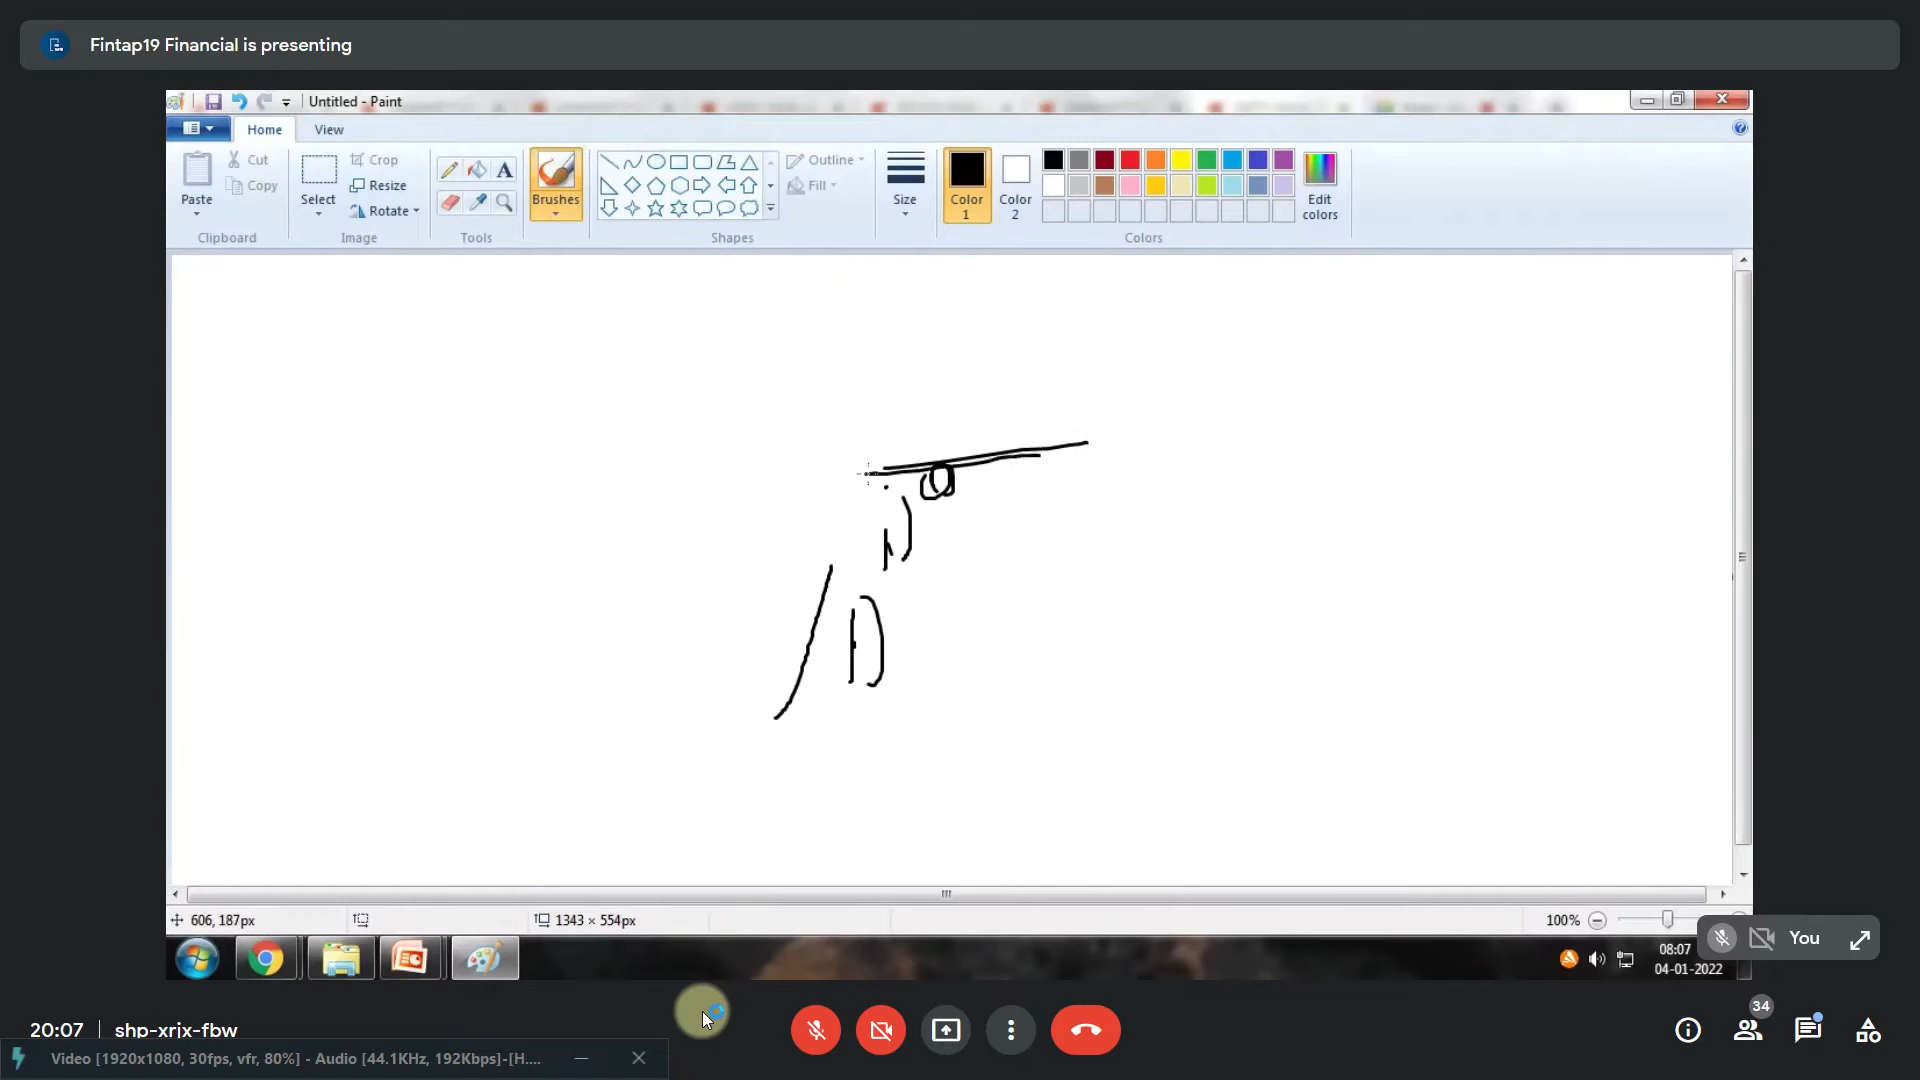 Fintap19 Financial is presenting
Untitled - Paint
Home View
Paste
Cut
Copy
Clipboard
Select
Crop
Resize
Rotate
Image
A
Tools
Brushes
Shapes
Outline
Fill
Size
Color 1
Color 2
Edit colors
Colors
606, 187px
1343 × 554px
100%
You
08:07
04-01-2022
34
20:07 | shp-xrjx-fbw
Video [1920x1080, 30fps, vfr, 80%] - Audio [44.1KHz, 192Kbps]-[H....